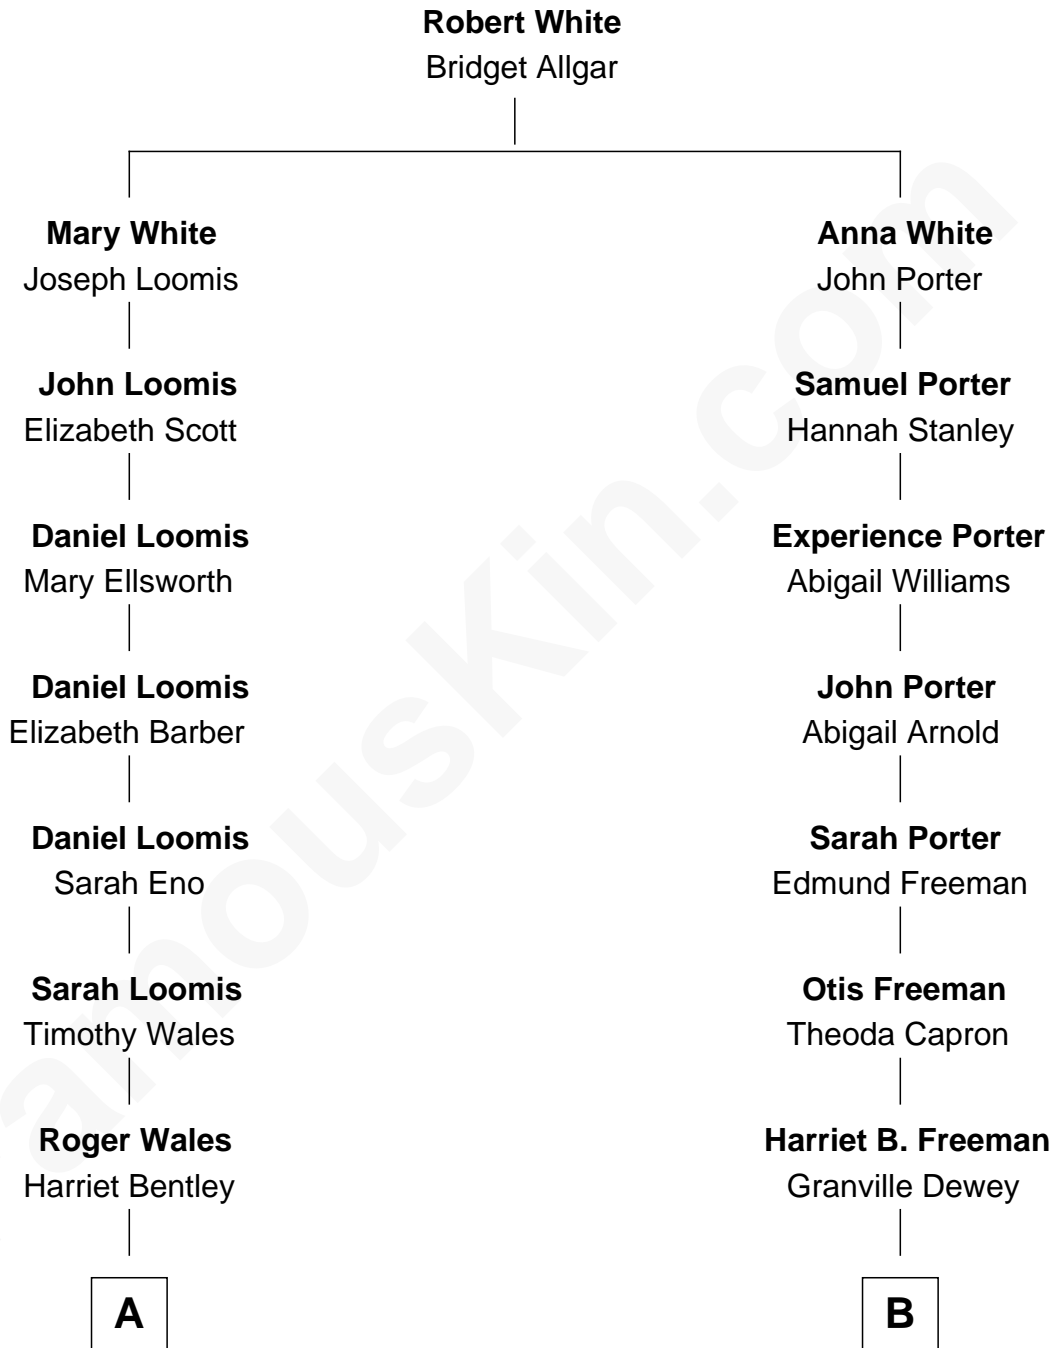 Robert White
Bridget Allgar
Mary White
Joseph Loomis
Anna White
John Porter
John Loomis
Elizabeth Scott
Samuel Porter
Hannah Stanley
Daniel Loomis
Mary Ellsworth
Experience Porter
Abigail Williams
Daniel Loomis
Elizabeth Barber
John Porter
Abigail Arnold
Daniel Loomis
Sarah Eno
Sarah Porter
Edmund Freeman
Sarah Loomis
Timothy Wales
Otis Freeman
Theoda Capron
Roger Wales
Harriet Bentley
Harriet B. Freeman
Granville Dewey
A
B
amouskin.com